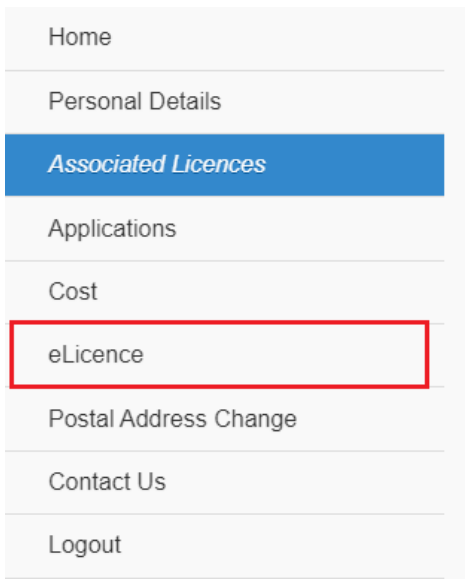 Home
Personal Details
Associated Licences
Applications
Cost
eLicence
Postal Address Change
Contact Us
Logout